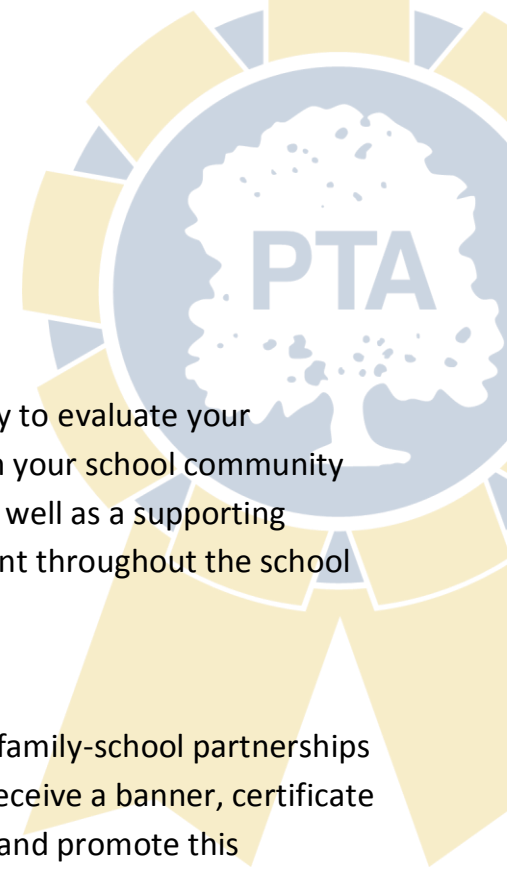 PTA
y to evaluate your
your school community
well as a supporting
nt throughout the school
family-school partnerships
eceive a banner, certificate
and promote this